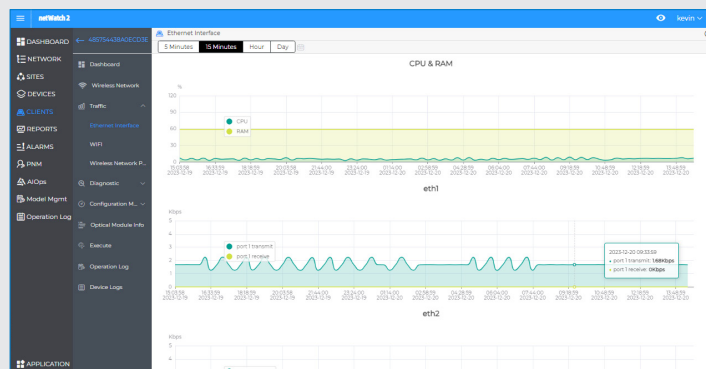 netWatch 2
kevin
DASHBOARD
NETWORK
SITES
DEVICES
CLIENTS
REPORTS
ALARMS
PNM
AIOps
Model Mgmt
Operation Log
APPLICATION
Dashboard
Wireless Network
Traffic
Ethernet Interface
WIFI
Wireless Network P...
Diagnostic
Configuration M...
Optical Module Info
Execute
Operation Log
Device Logs
Ethernet Interface
5 Minutes 15 Minutes Hour Day
CPU & RAM
%
120
90
60
30
0
CPU
RAM
eth1
Kbps
5
4
3
2
1
0
port 1 transmit
port 1 receive
2023-12-20 09:33:59
port 1 transmit: 1.68Kbps
port 1 receive: 0Kbps
eth2
Kbps
5
4